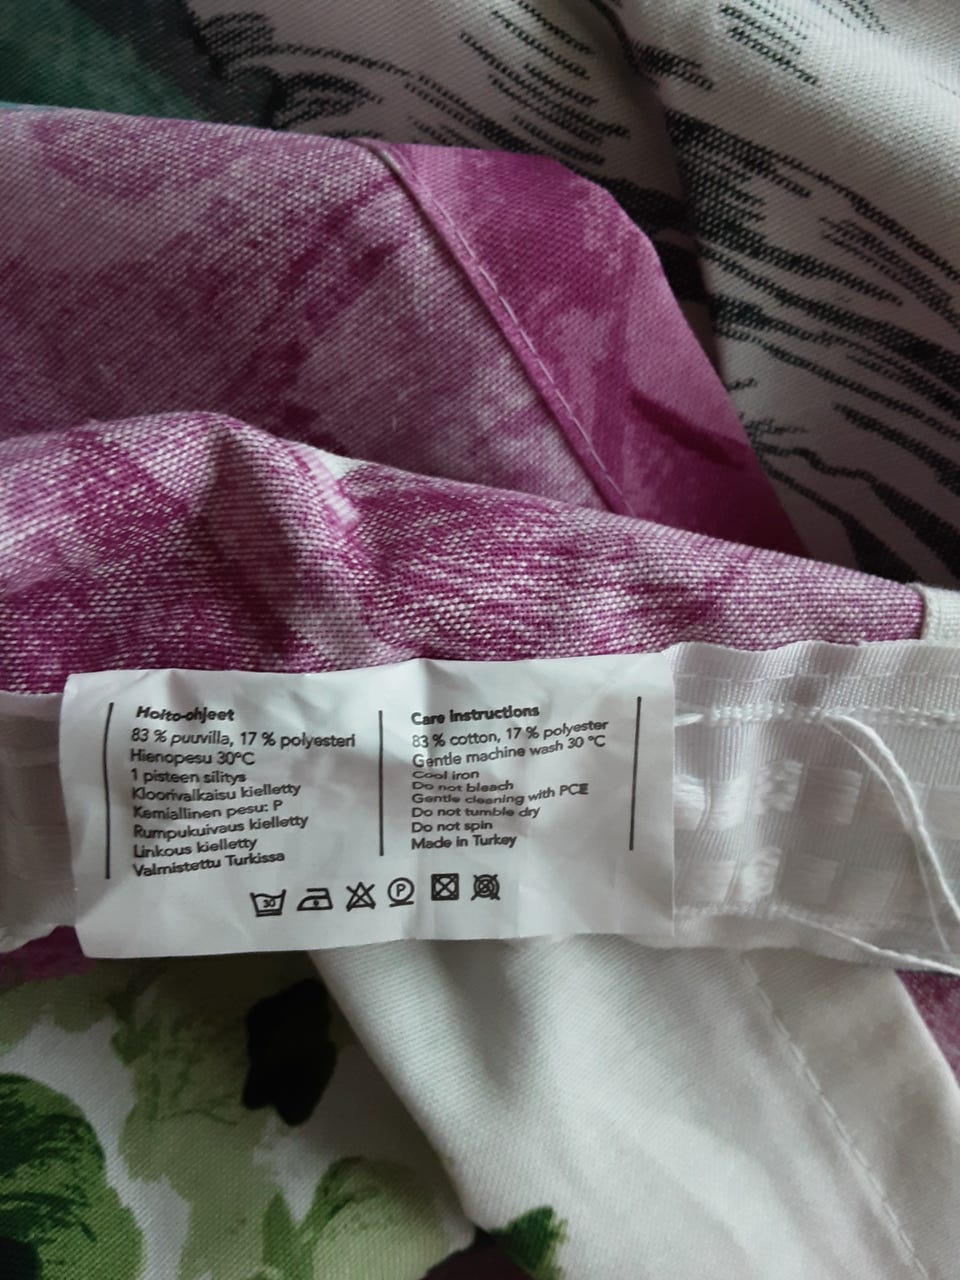 Hoito-ohjeet
83 % puuvilla, 17 % polyesteri
Hienopesu 30°C
1 pisteen silitys
Kloorivalkaisu kielletty
Kemiallinen pesu: P
Rumpukuivaus kielletty
Linkous kielletty
Valmistettu Turkissa
Care Instructions
83 % cotton, 17 % polyester
Gentle machine wash 30 °C
Cool iron
Do not bleach
Gentle cleaning with PCE
Do not tumble dry
Do not spin
Made in Turkey
30 P